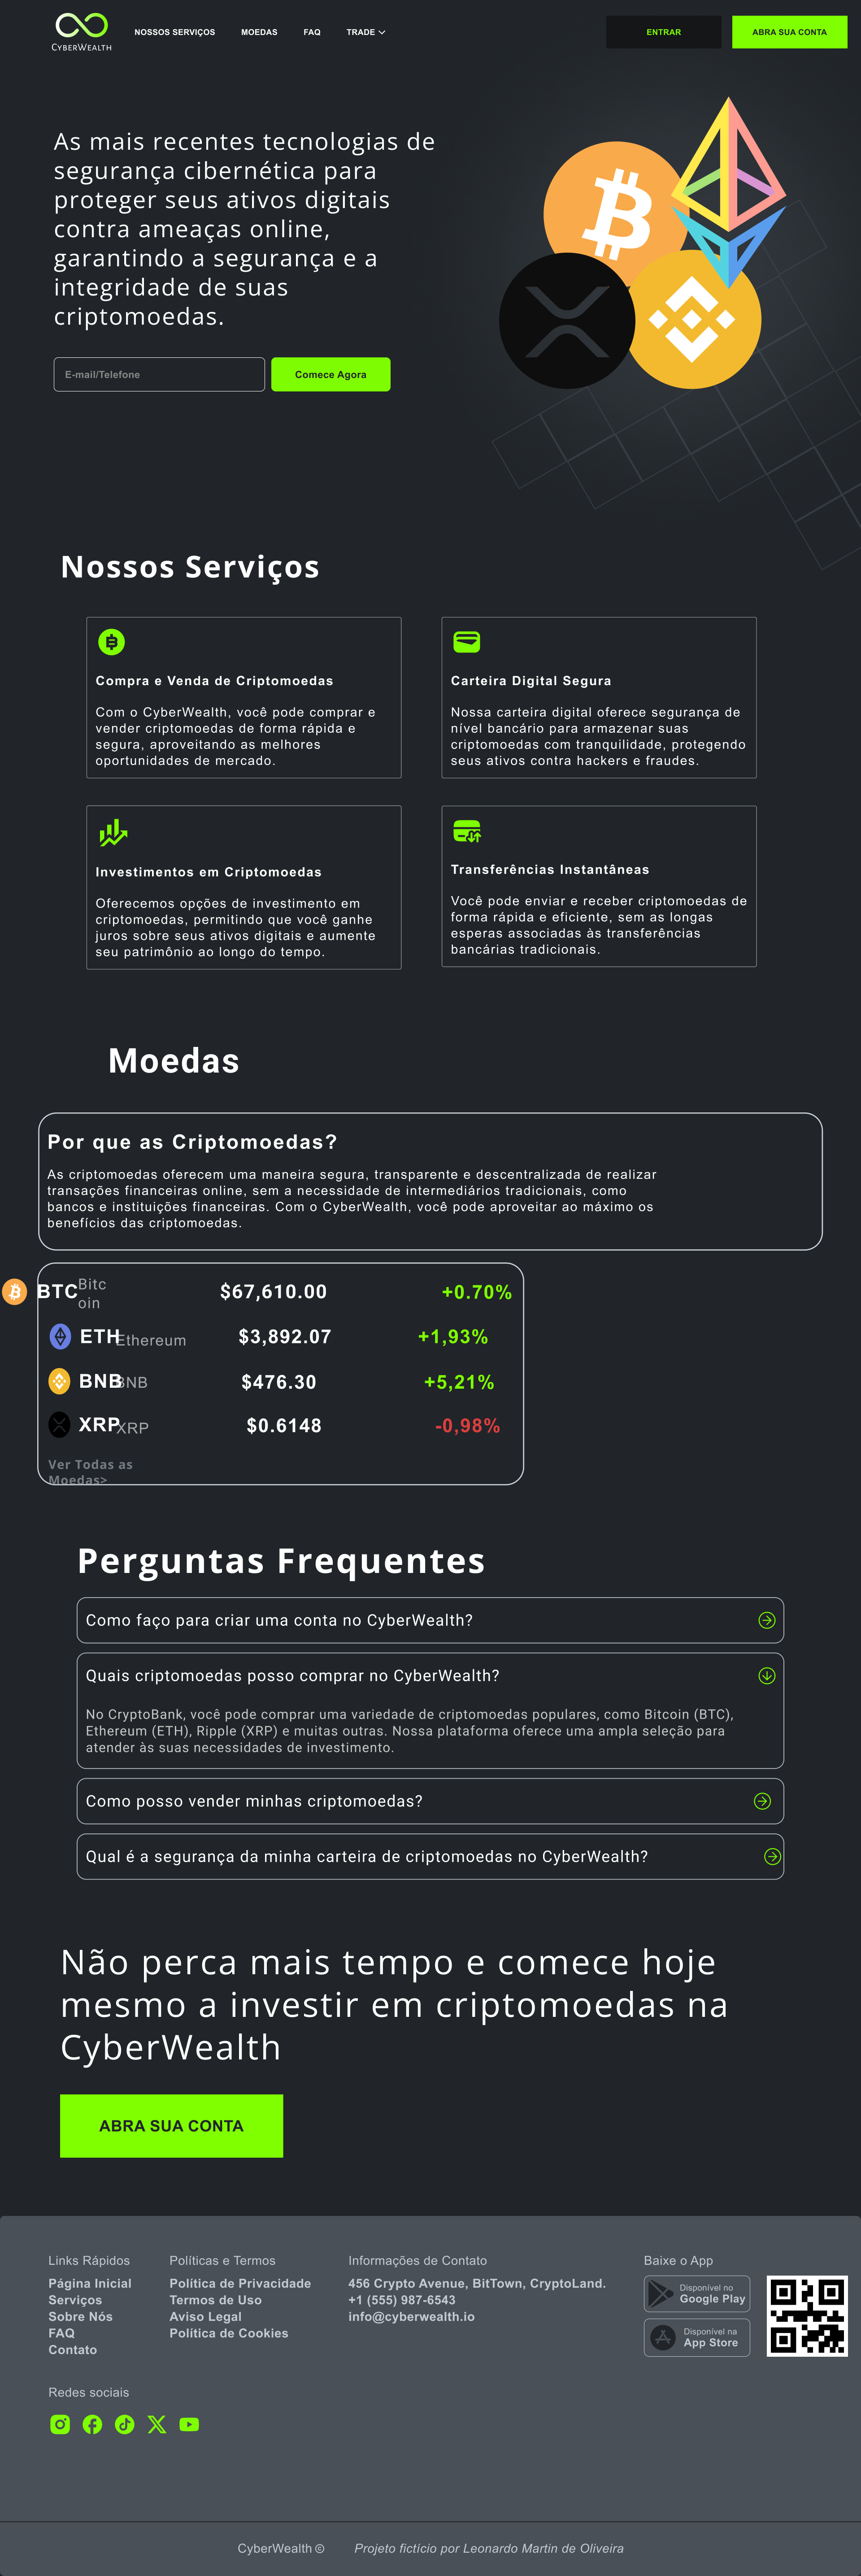 CyberWealth
NOSSOS SERVIÇOS
MOEDAS
FAQ
TRADE
ENTRAR
ABRA SUA CONTA
As mais recentes tecnologias de
segurança cibernética para
proteger seus ativos digitais
contra ameaças online,
garantindo a segurança e a
integridade de suas
criptomoedas.
E-mail/Telefone
Comece Agora
Nossos Serviços
Compra e Venda de Criptomoedas
Com o CyberWealth, você pode comprar e
vender criptomoedas de forma rápida e
segura, aproveitando as melhores
oportunidades de mercado.
Carteira Digital Segura
Nossa carteira digital oferece segurança de
nível bancário para armazenar suas
criptomoedas com tranquilidade, protegendo
seus ativos contra hackers e fraudes.
Investimentos em Criptomoedas
Oferecemos opções de investimento em
criptomoedas, permitindo que você ganhe
juros sobre seus ativos digitais e aumente
seu patrimônio ao longo do tempo.
Transferências Instantâneas
Você pode enviar e receber criptomoedas de
forma rápida e eficiente, sem as longas
esperas associadas às transferências
bancárias tradicionais.
Moedas
Por que as Criptomoedas?
As criptomoedas oferecem uma maneira segura, transparente e descentralizada de realizar
transações financeiras online, sem a necessidade de intermediários tradicionais, como
bancos e instituições financeiras. Com o CyberWealth, você pode aproveitar ao máximo os
benefícios das criptomoedas.
BTC Bitc
oin
$67,610.00 +0.70%
ETH Ethereum $3,892.07 +1,93%
BNB BNB $476.30 +5,21%
XRP XRP $0.6148 -0,98%
Ver Todas as
Moedas>
Perguntas Frequentes
Como faço para criar uma conta no CyberWealth?
Quais criptomoedas posso comprar no CyberWealth?
No CryptoBank, você pode comprar uma variedade de criptomoedas populares, como Bitcoin (BTC),
Ethereum (ETH), Ripple (XRP) e muitas outras. Nossa plataforma oferece uma ampla seleção para
atender às suas necessidades de investimento.
Como posso vender minhas criptomoedas?
Qual é a segurança da minha carteira de criptomoedas no CyberWealth?
Não perca mais tempo e comece hoje
mesmo a investir em criptomoedas na
CyberWealth
ABRA SUA CONTA
Links Rápidos
Página Inicial
Serviços
Sobre Nós
FAQ
Contato
Políticas e Termos
Política de Privacidade
Termos de Uso
Aviso Legal
Política de Cookies
Informações de Contato
456 Crypto Avenue, BitTown, CryptoLand.
+1 (555) 987-6543
info@cyberwealth.io
Baixe o App
Disponível no
Google Play
Disponível na
App Store
Redes sociais
CyberWealth © Projeto fictício por Leonardo Martin de Oliveira